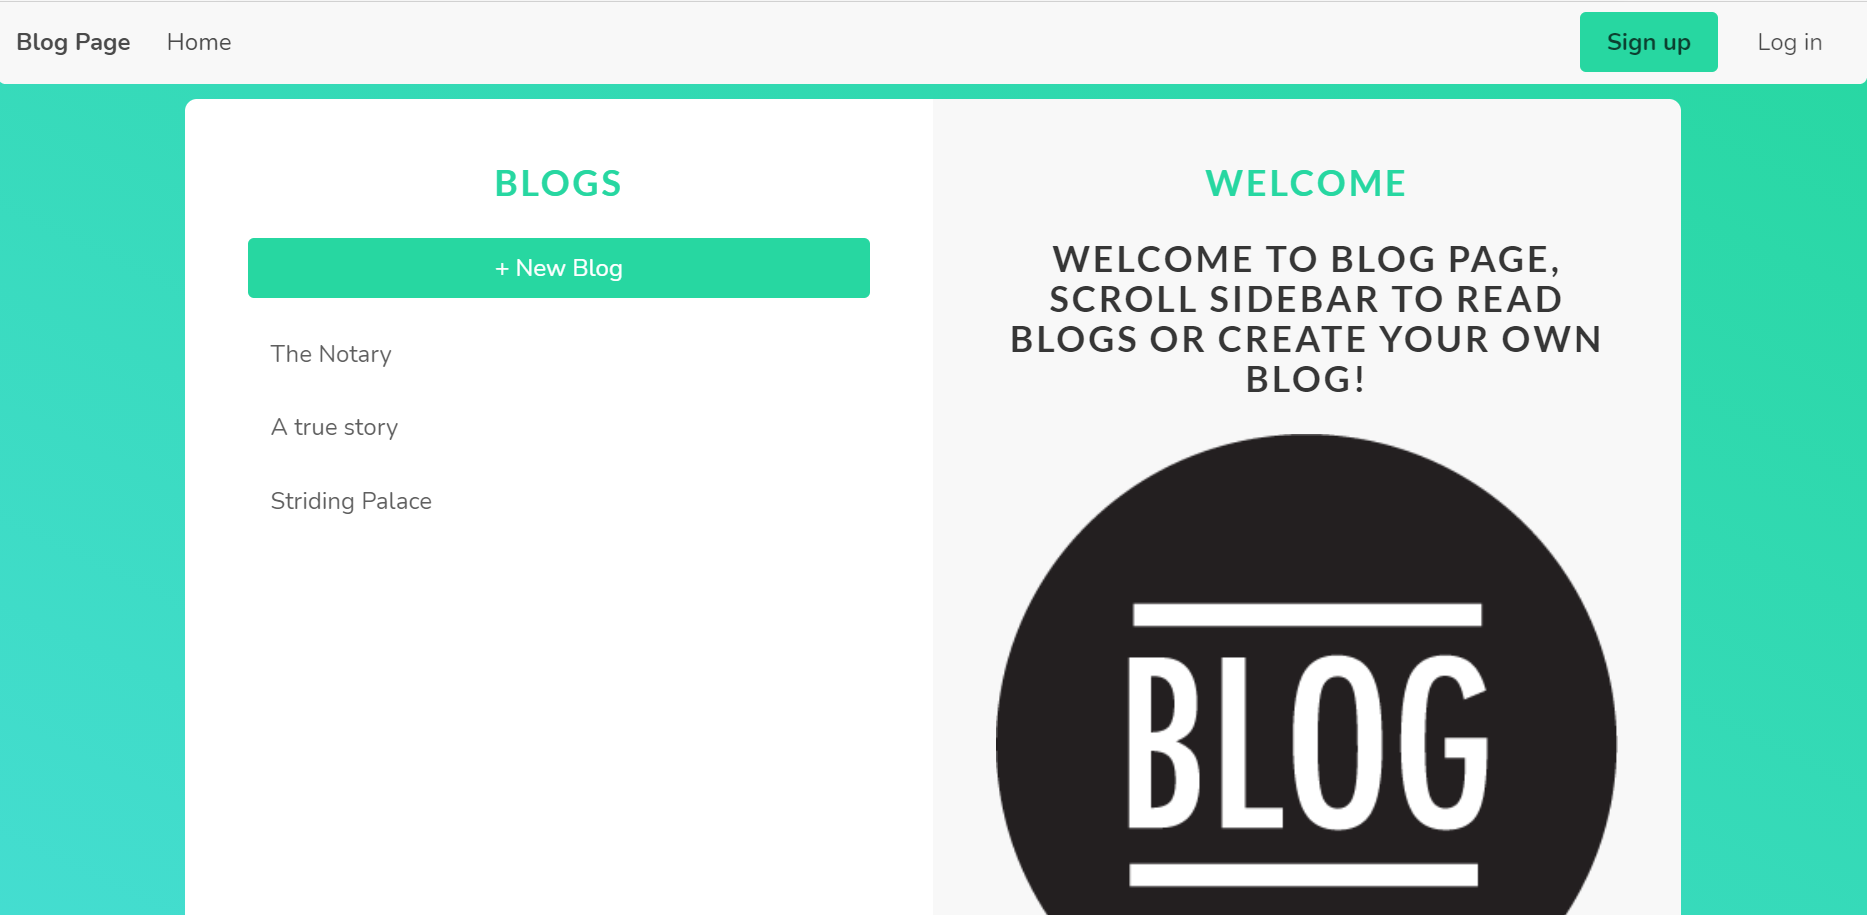 Blog Page
Home
Sign up
Log in
BLOGS
+ New Blog
The Notary
A true story
Striding Palace
WELCOME
WELCOME TO BLOG PAGE,
SCROLL SIDEBAR TO READ
BLOGS OR CREATE YOUR OWN
BLOG!
BLOG